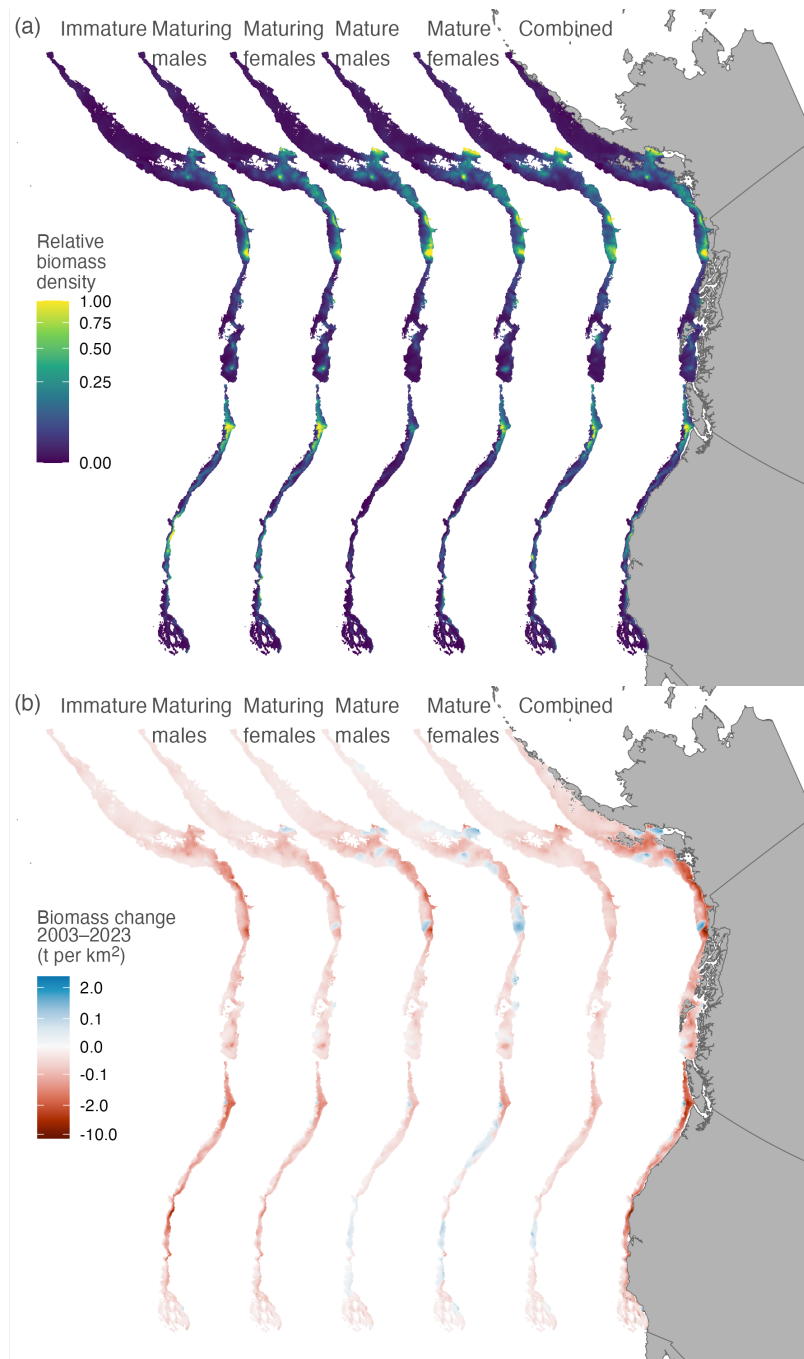 (a)
Immature Maturing Maturing Mature Mature Combined
males females males females
Relative
biomass
density
1.00
0.75
0.50
0.25
0.00
(b)
Immature Maturing Maturing Mature Mature Combined
males females males females
Biomass change
2003–2023
(t per km²)
2.0
0.1
0.0
-0.1
-2.0
-10.0